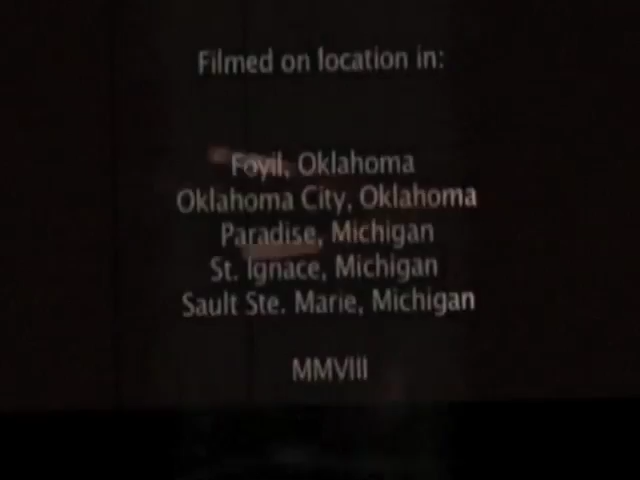 Filmed on location in:
Foyil, Oklahoma
Oklahoma City, Oklahoma
Paradise, Michigan
St. Ignace, Michigan
Sault Ste. Marie, Michigan
MMVIII